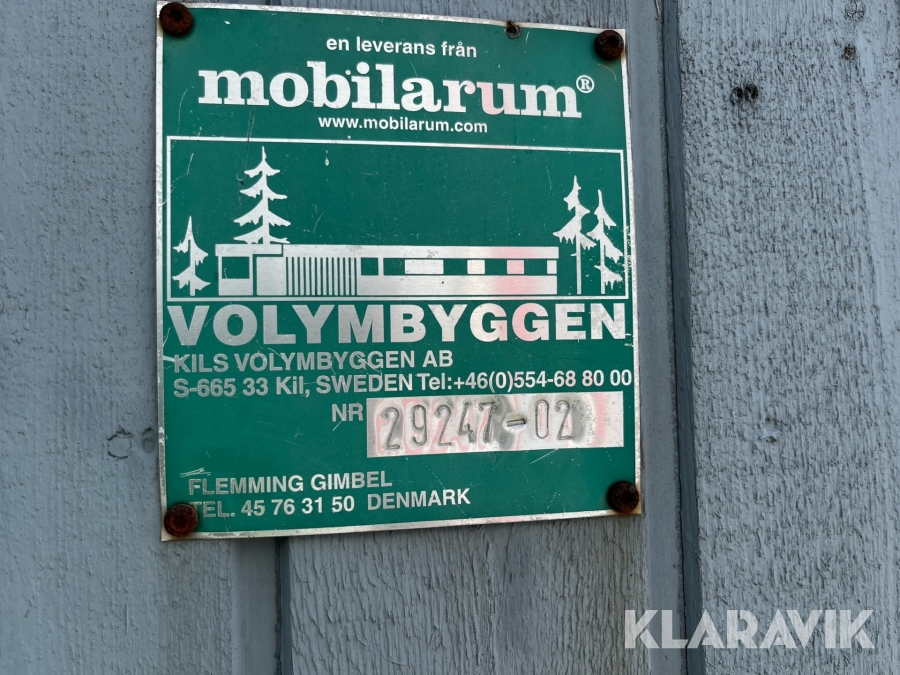 en leverans från
mobilarum®
www.mobilarum.com
VOLYMBYGGEN
KILS VOLYMBYGGEN AB
S-665 33 Kil, SWEDEN Tel:+46(0)554-68 80 00
NR 29247-02
FLEMMING GIMBEL
TEL. 45 76 31 50 DENMARK
KLARAVIK